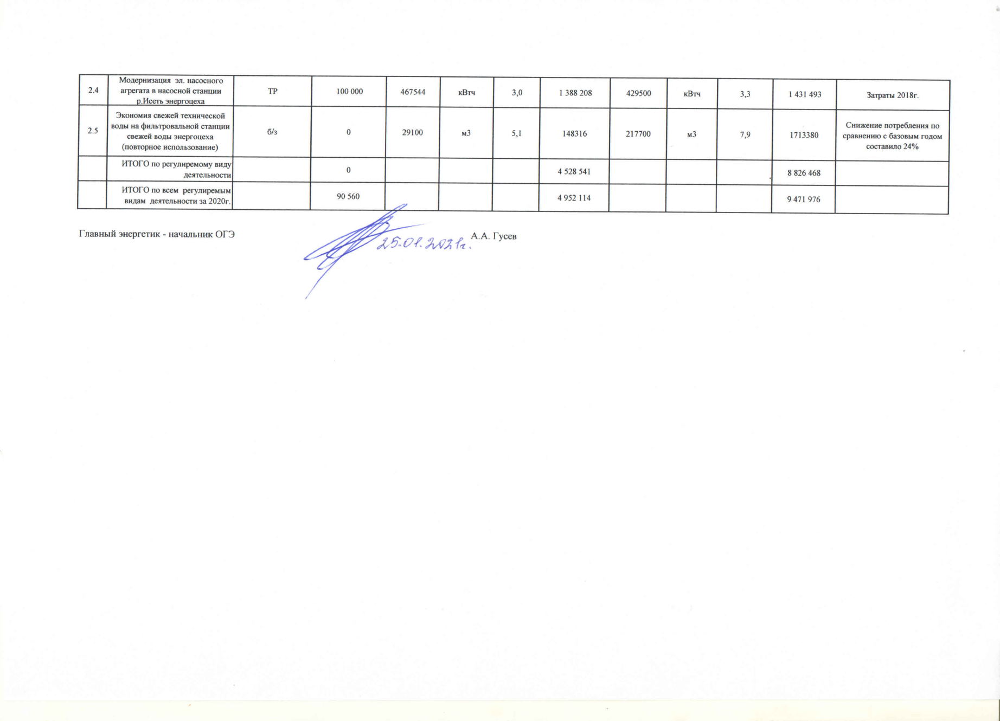 2.4 Модернизация эл. насосного агрегата в насосной станции р.Исеть энергоцеха ТР 100 000 467544 кВтч 3,0 1 388 208 429500 кВтч 3,3 1 431 493 Затраты 2018г.
2.5 Экономия свежей технической воды на фильтровальной станции свежей воды энергоцеха (повторное использование) б/з 0 29100 м3 5,1 148316 217700 м3 7,9 1713380 Снижение потребления по сравнению с базовым годом составило 24%
ИТОГО по регулиремому виду деятельности 0 4 528 541 8 826 468
ИТОГО по всем регулиремым видам деятельности за 2020г. 90 560 4 952 114 9 471 976
Главный энергетик - начальник ОГЭ 25.01.2021г. А.А. Гусев